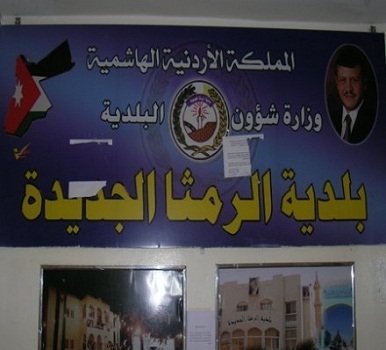 المملكة الأردنية الهاشمية
وزارة شؤون البلدية
بلدية الرمثا الجديدة